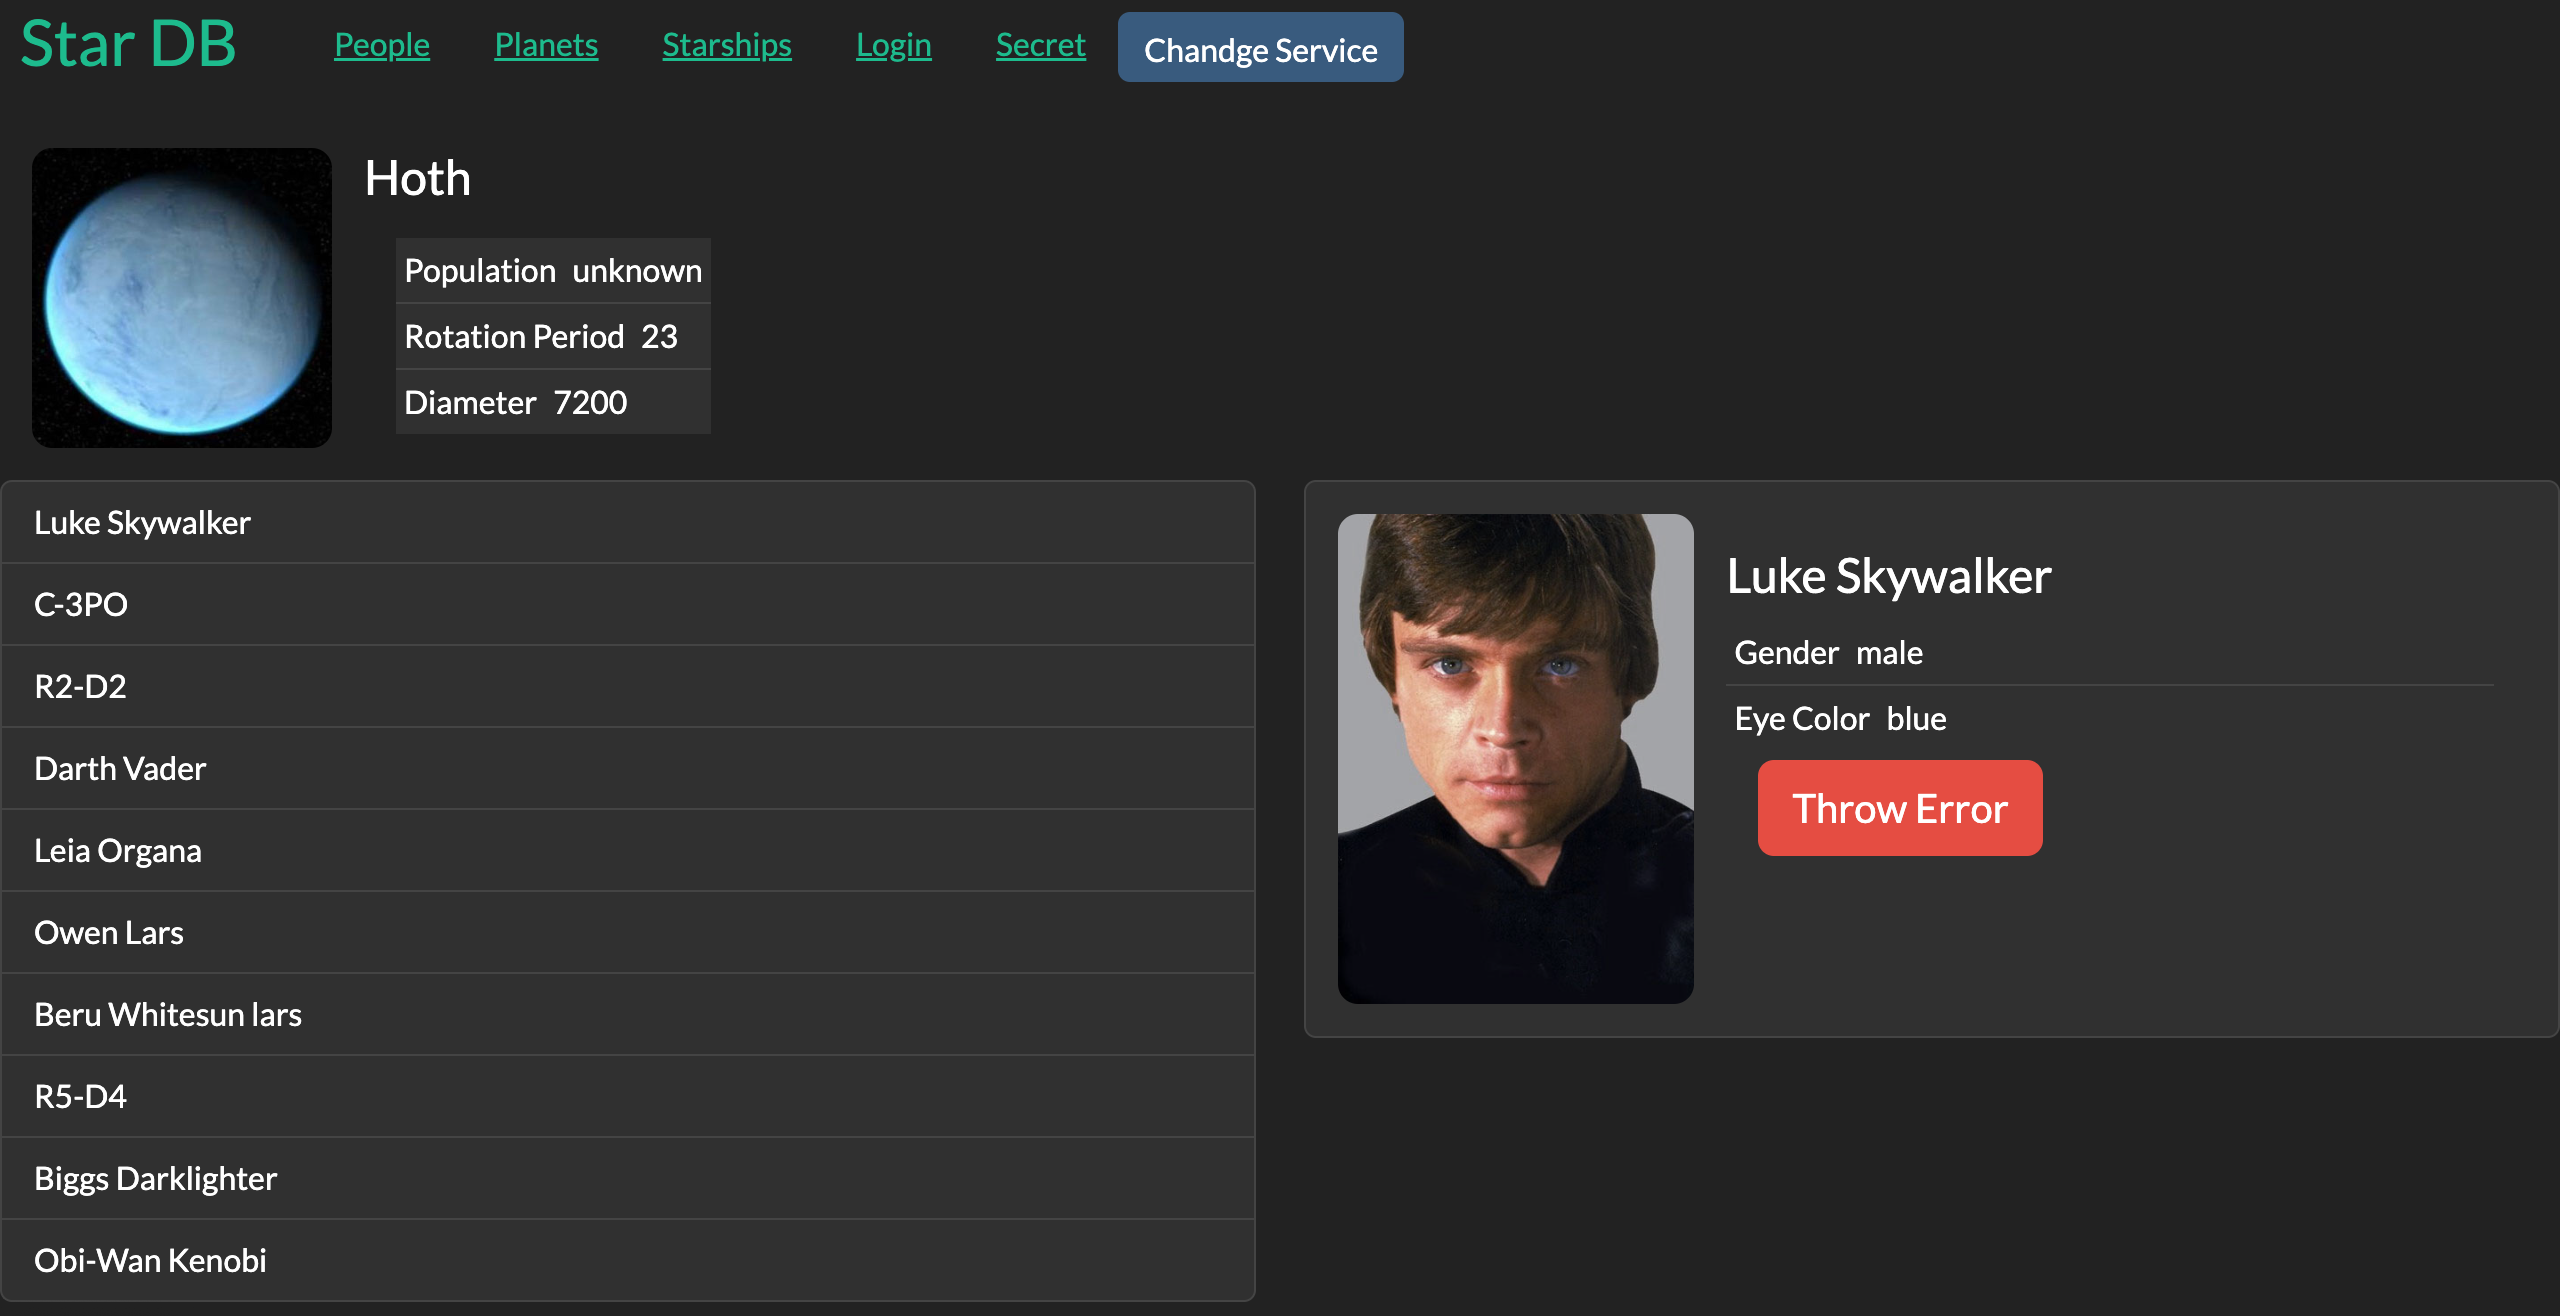 Star DB People Planets Starships Login Secret Chandge Service
Hoth
Population unknown
Rotation Period 23
Diameter 7200
Luke Skywalker
C-3PO
R2-D2
Darth Vader
Leia Organa
Owen Lars
Beru Whitesun lars
R5-D4
Biggs Darklighter
Obi-Wan Kenobi
Luke Skywalker
Gender male
Eye Color blue
Throw Error